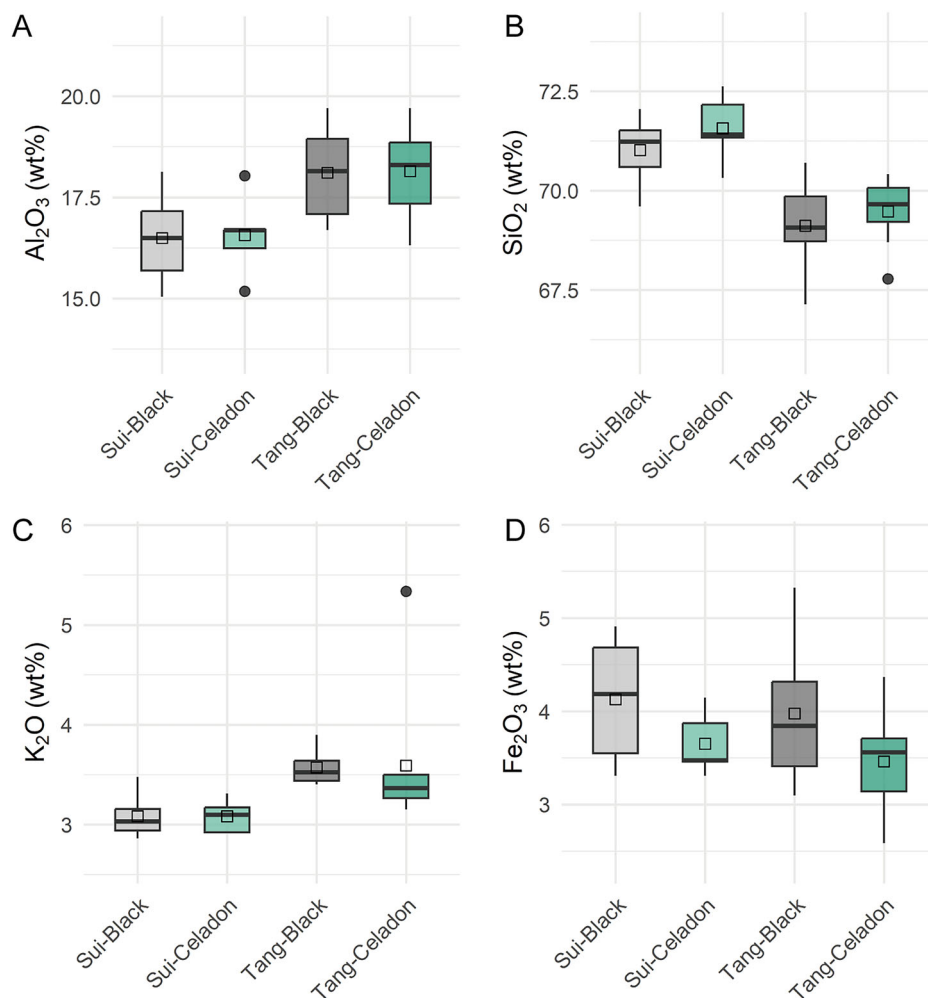 A
Al₂O₃ (wt%)
20.0
17.5
15.0
Sui-Black
Sui-Celadon
Tang-Black
Tang-Celadon
B
SiO₂ (wt%)
72.5
70.0
67.5
Sui-Black
Sui-Celadon
Tang-Black
Tang-Celadon
C
K₂O (wt%)
6
5
4
3
Sui-Black
Sui-Celadon
Tang-Black
Tang-Celadon
D
Fe₂O₃ (wt%)
6
5
4
3
Sui-Black
Sui-Celadon
Tang-Black
Tang-Celadon